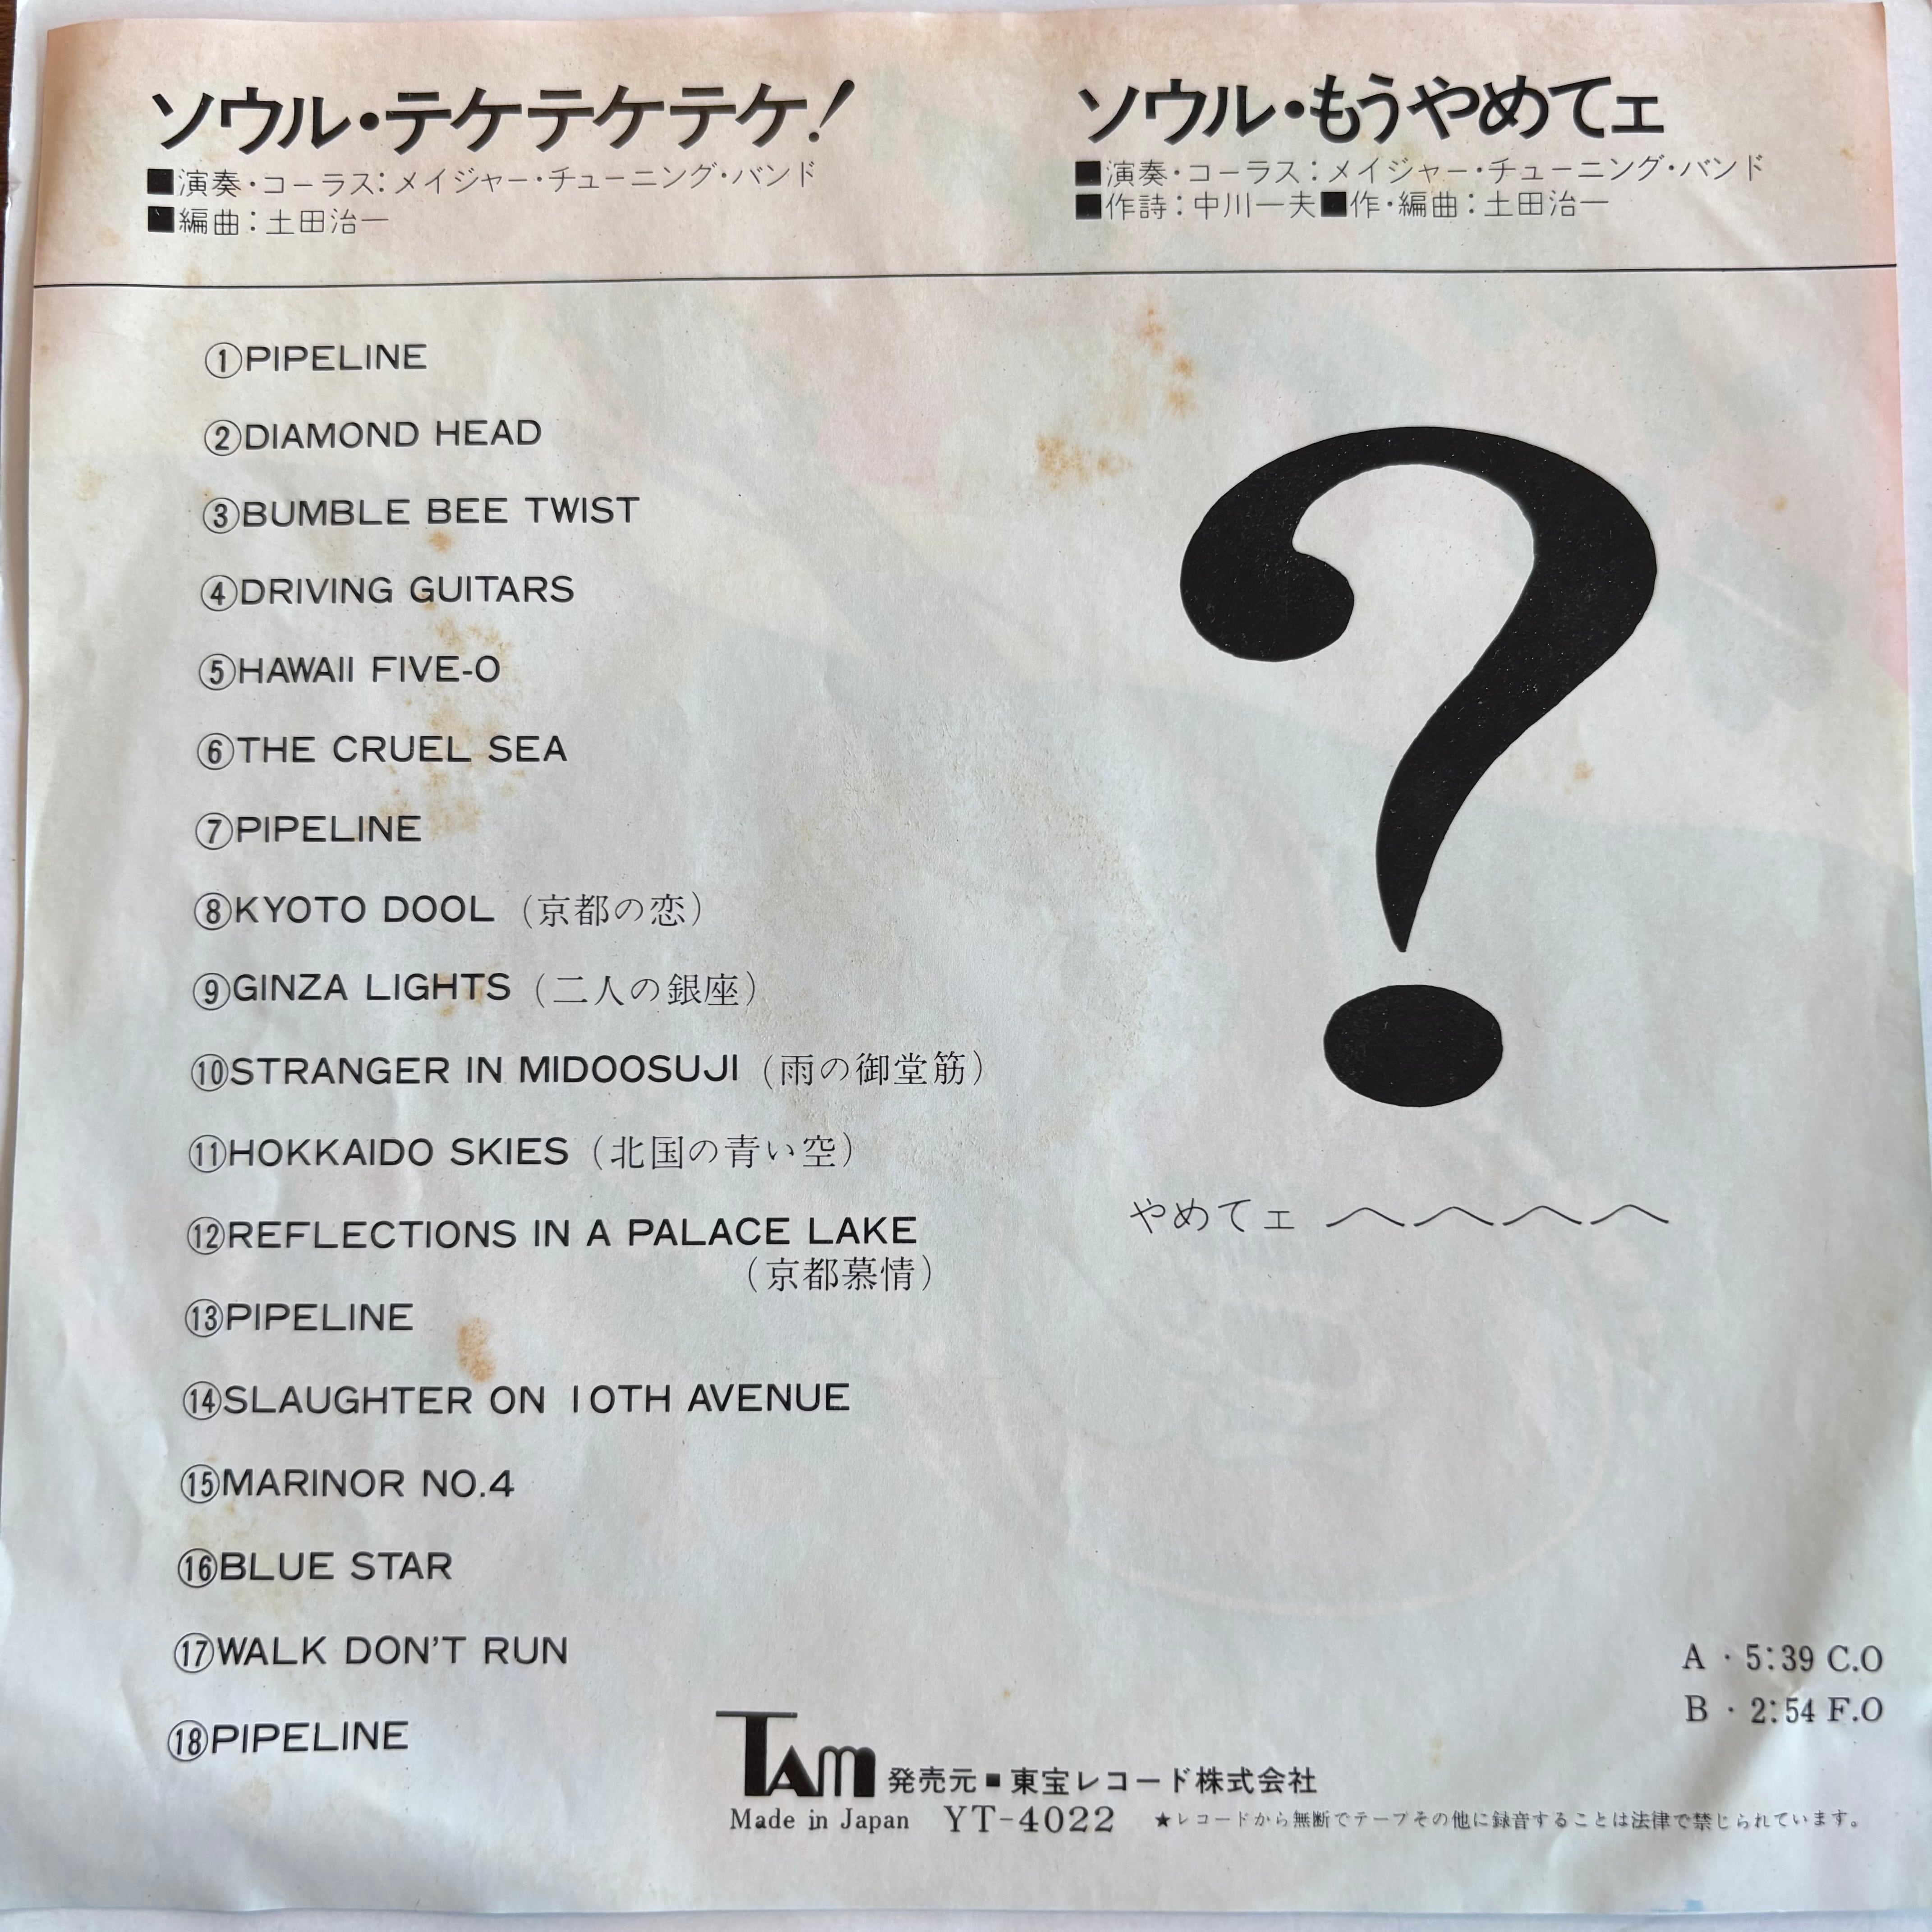 ソウル・テケテケテケ!
■演奏・コーラス：メイジャー・チューニング・バンド
■編曲：土田治一
ソウル・もうやめてェ
■演奏・コーラス：メイジャー・チューニング・バンド
■作詩：中川一夫■作・編曲：土田治一
①PIPELINE
②DIAMOND HEAD
③BUMBLE BEE TWIST
④DRIVING GUITARS
⑤HAWAII FIVE-O
⑥THE CRUEL SEA
⑦PIPELINE
⑧KYOTO DOOL (京都の恋)
⑨GINZA LIGHTS (二人の銀座)
⑩STRANGER IN MIDOOSUJI (雨の御堂筋)
⑪HOKKAIDO SKIES (北国の青い空)
⑫REFLECTIONS IN A PALACE LAKE
(京都慕情)
⑬PIPELINE
⑭SLAUGHTER ON 10TH AVENUE
⑮MARINOR NO.4
⑯BLUE STAR
⑰WALK DON'T RUN
⑱PIPELINE
?
やめてェ へへへへ
A・5:39 C.O
B・2:54 F.O
TAM 発売元■東宝レコード株式会社
Made in Japan YT-4022 ★レコードから無断でテープその他に録音することは法律で禁じられています。